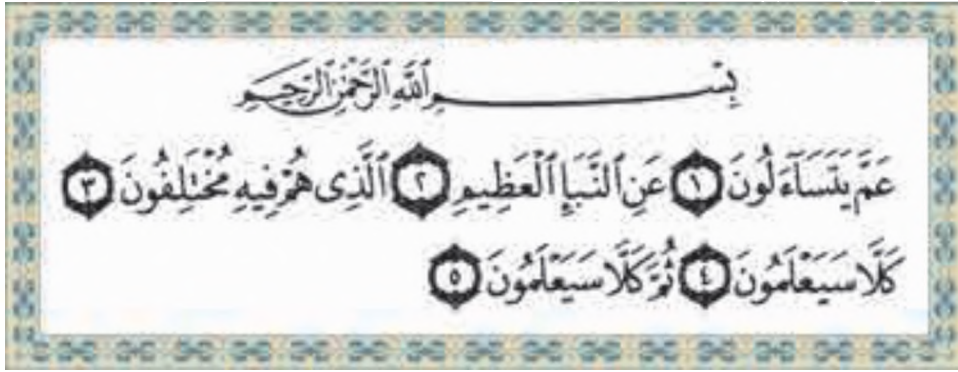 بِسْمِ ٱللَّهِ ٱلرَّحْمَٰنِ ٱلرَّحِيمِ
عَمَّ يَتَسَآءَلُونَ ١ عَنِ ٱلنَّبَإِ ٱلْعَظِيمِ ٢ ٱلَّذِى هُمْ فِيهِ مُخْتَلِفُونَ ٣
كَلَّا سَيَعْلَمُونَ ٤ ثُمَّ كَلَّا سَيَعْلَمُونَ ٥